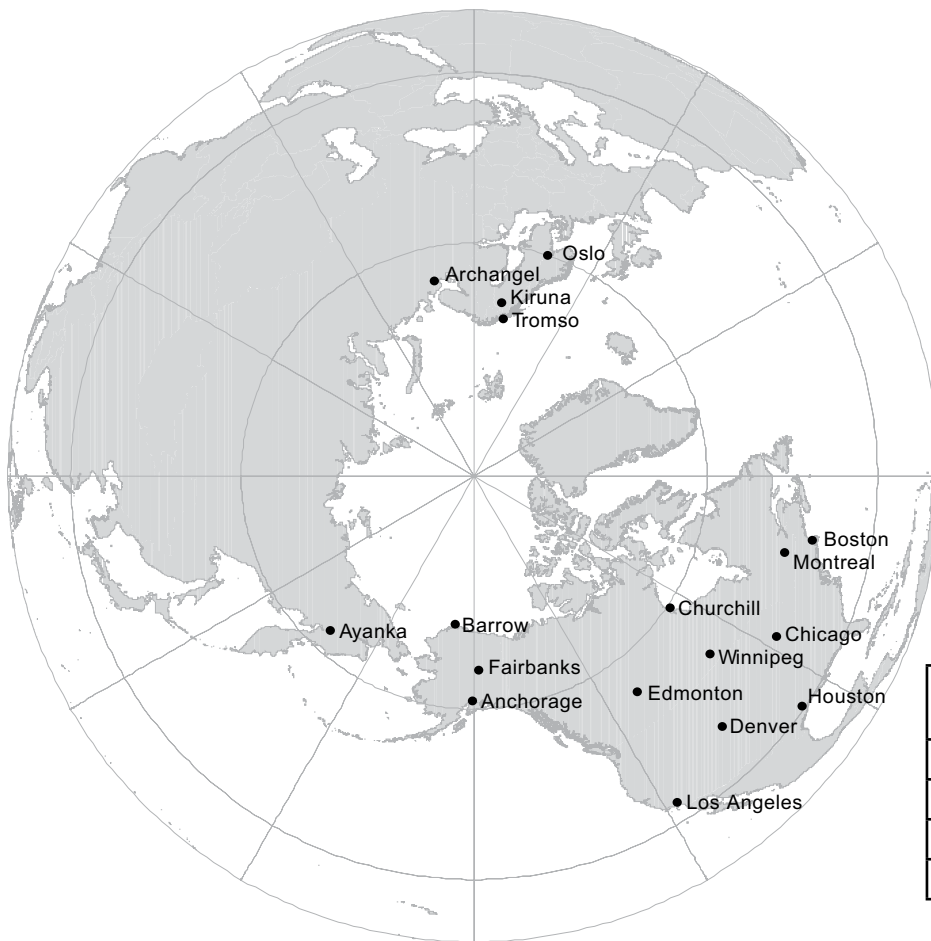 Oslo
Archangel
Kiruna
Tromso
Boston
Montreal
Churchill
Ayanka
Barrow
Chicago
Winnipeg
Fairbanks
Edmonton
Houston
Anchorage
Denver
Los Angeles